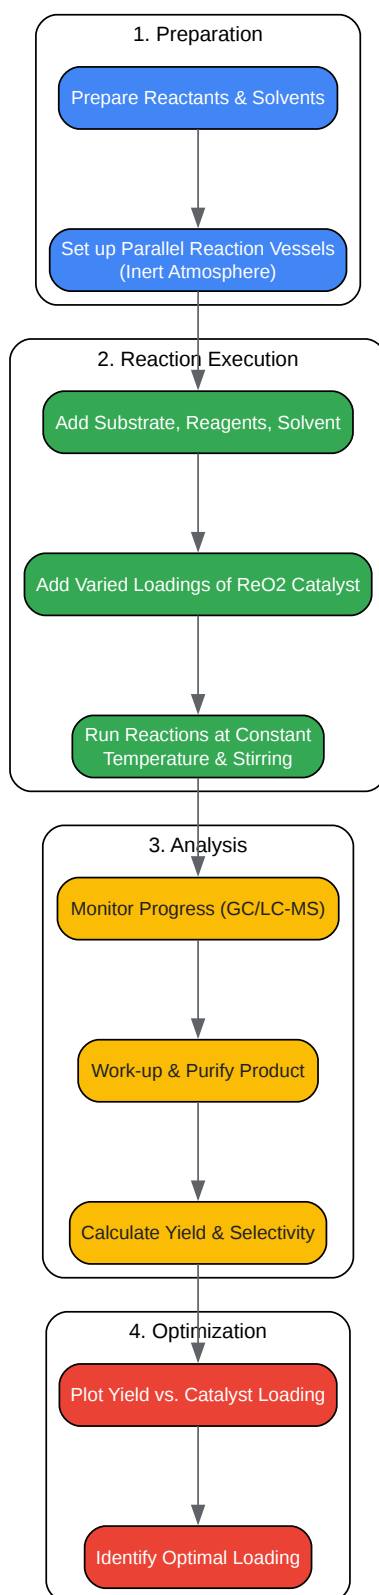 1. Preparation
Prepare Reactants & Solvents
Set up Parallel Reaction Vessels
(Inert Atmosphere)
2. Reaction Execution
Add Substrate, Reagents, Solvent
Add Varied Loadings of ReO2 Catalyst
Run Reactions at Constant
Temperature & Stirring
3. Analysis
Monitor Progress (GC/LC-MS)
Work-up & Purify Product
Calculate Yield & Selectivity
4. Optimization
Plot Yield vs. Catalyst Loading
Identify Optimal Loading